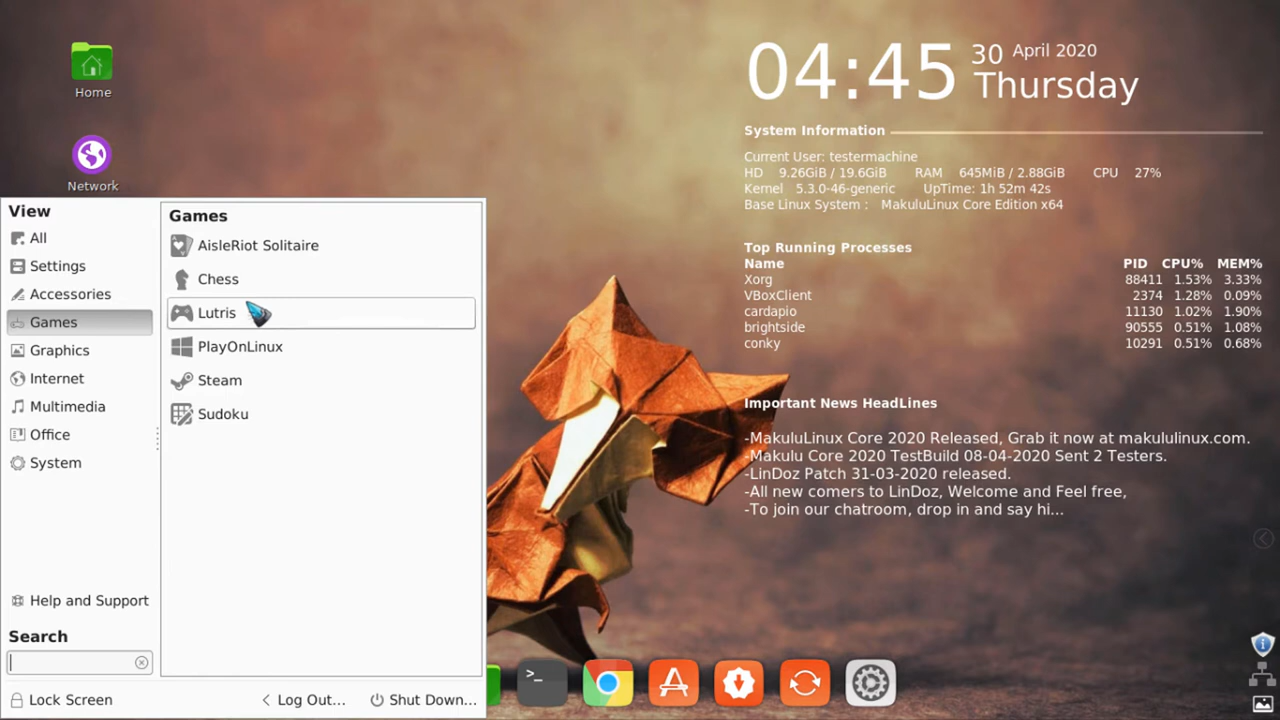 Home
Network
View
All
Settings
Accessories
Games
Graphics
Internet
Multimedia
Office
System
Help and Support
Search
Lock Screen
Log Out...
Shut Down...
Games
AisleRiot Solitaire
Chess
Lutris
PlayOnLinux
Steam
Sudoku
04:45 30 April 2020
Thursday
System Information
Current User: testermachine
HD 9.26GiB / 19.6GiB RAM 645MiB / 2.88GiB CPU 27%
Kernel 5.3.0-46-generic UpTime: 1h 52m 42s
Base Linux System : MakuluLinux Core Edition x64
Top Running Processes
Name PID CPU% MEM%
Xorg 88411 1.53% 3.33%
VBoxClient 2374 1.28% 0.09%
cardapio 11130 1.02% 1.90%
brightside 90555 0.51% 1.08%
conky 10291 0.51% 0.68%
Important News HeadLines
-MakuluLinux Core 2020 Released, Grab it now at makululinux.com.
-Makulu Core 2020 TestBuild 08-04-2020 Sent 2 Testers.
-LinDoz Patch 31-03-2020 released.
-All new comers to LinDoz, Welcome and Feel free,
-To join our chatroom, drop in and say hi...
>_